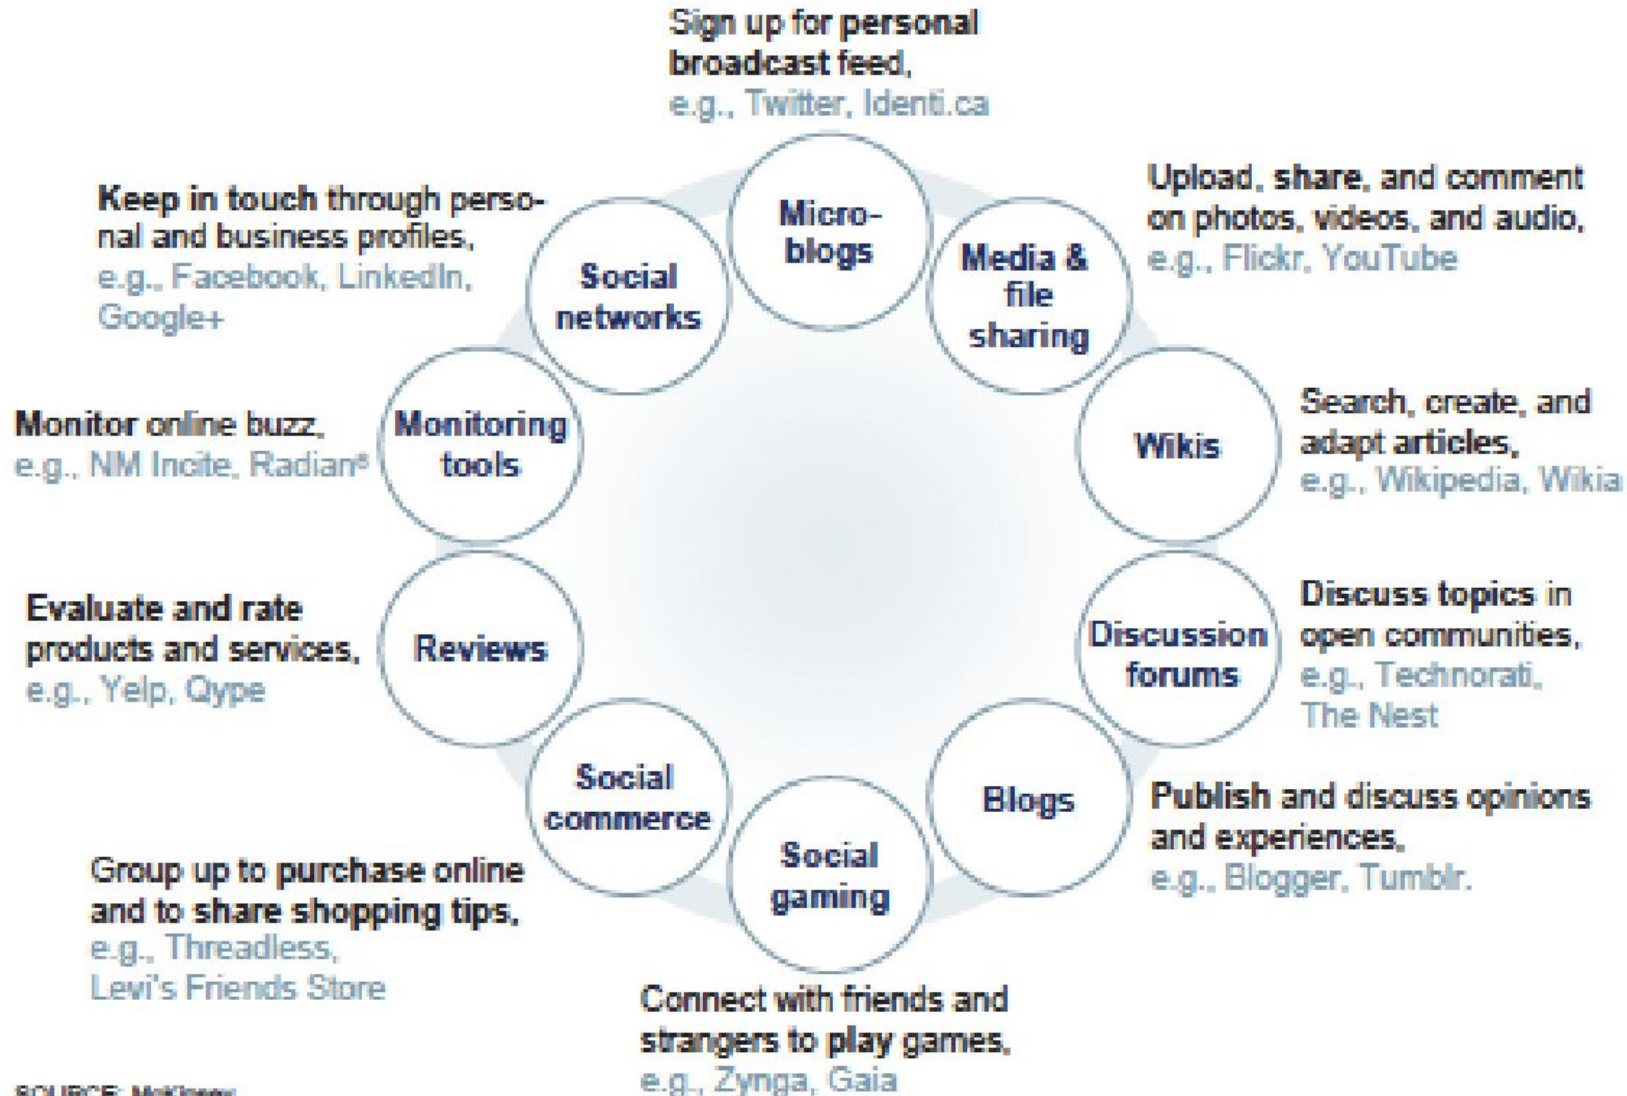 Sign up for personal
broadcast feed,
e.g., Twitter, Identi.ca
Micro-
blogs
Upload, share, and comment
on photos, videos, and audio,
e.g., Flickr, YouTube
Media &
file
sharing
Search, create, and
adapt articles,
e.g., Wikipedia, Wikia
Wikis
Discuss topics in
open communities,
e.g., Technorati,
The Nest
Discussion
forums
Publish and discuss opinions
and experiences,
e.g., Blogger, Tumblr.
Blogs
Social
gaming
Connect with friends and
strangers to play games,
e.g., Zynga, Gaia
Social
commerce
Group up to purchase online
and to share shopping tips,
e.g., Threadless,
Levi's Friends Store
Reviews
Evaluate and rate
products and services,
e.g., Yelp, Qype
Monitoring
tools
Monitor online buzz,
e.g., NM Incite, Radian⁶
Social
networks
Keep in touch through perso-
nal and business profiles,
e.g., Facebook, LinkedIn,
Google+
SOURCE: McKinsey